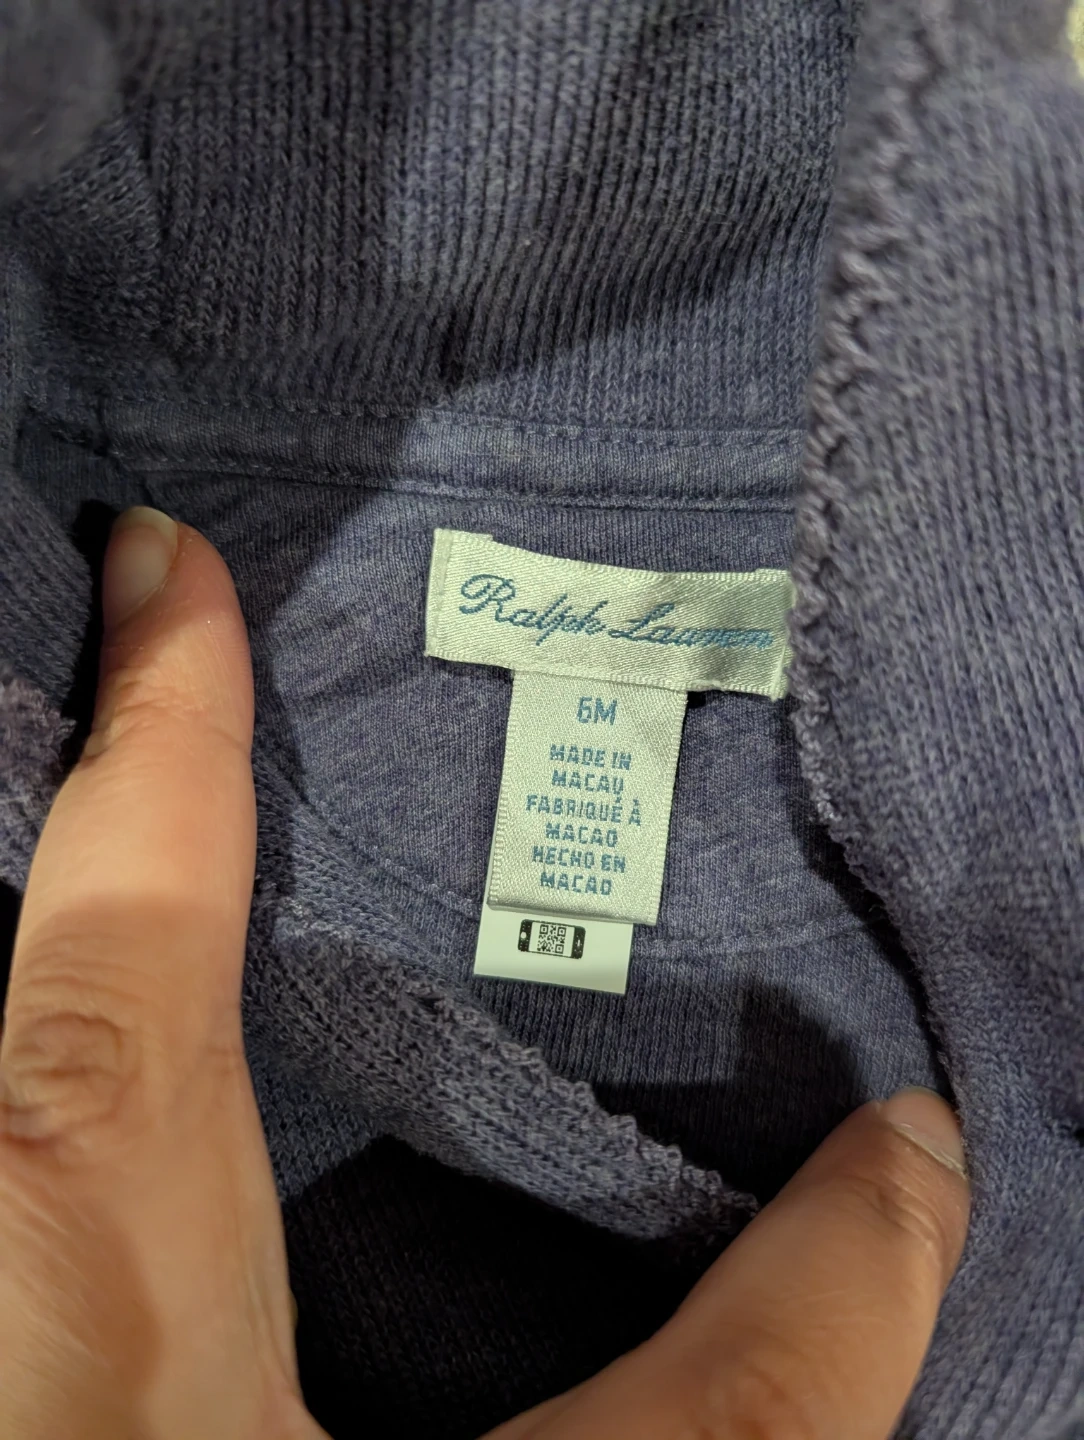 Ralph Lauren
6M
MADE IN
MACAU
FABRIQUÉ À
MACAO
HECHO EN
MACAO